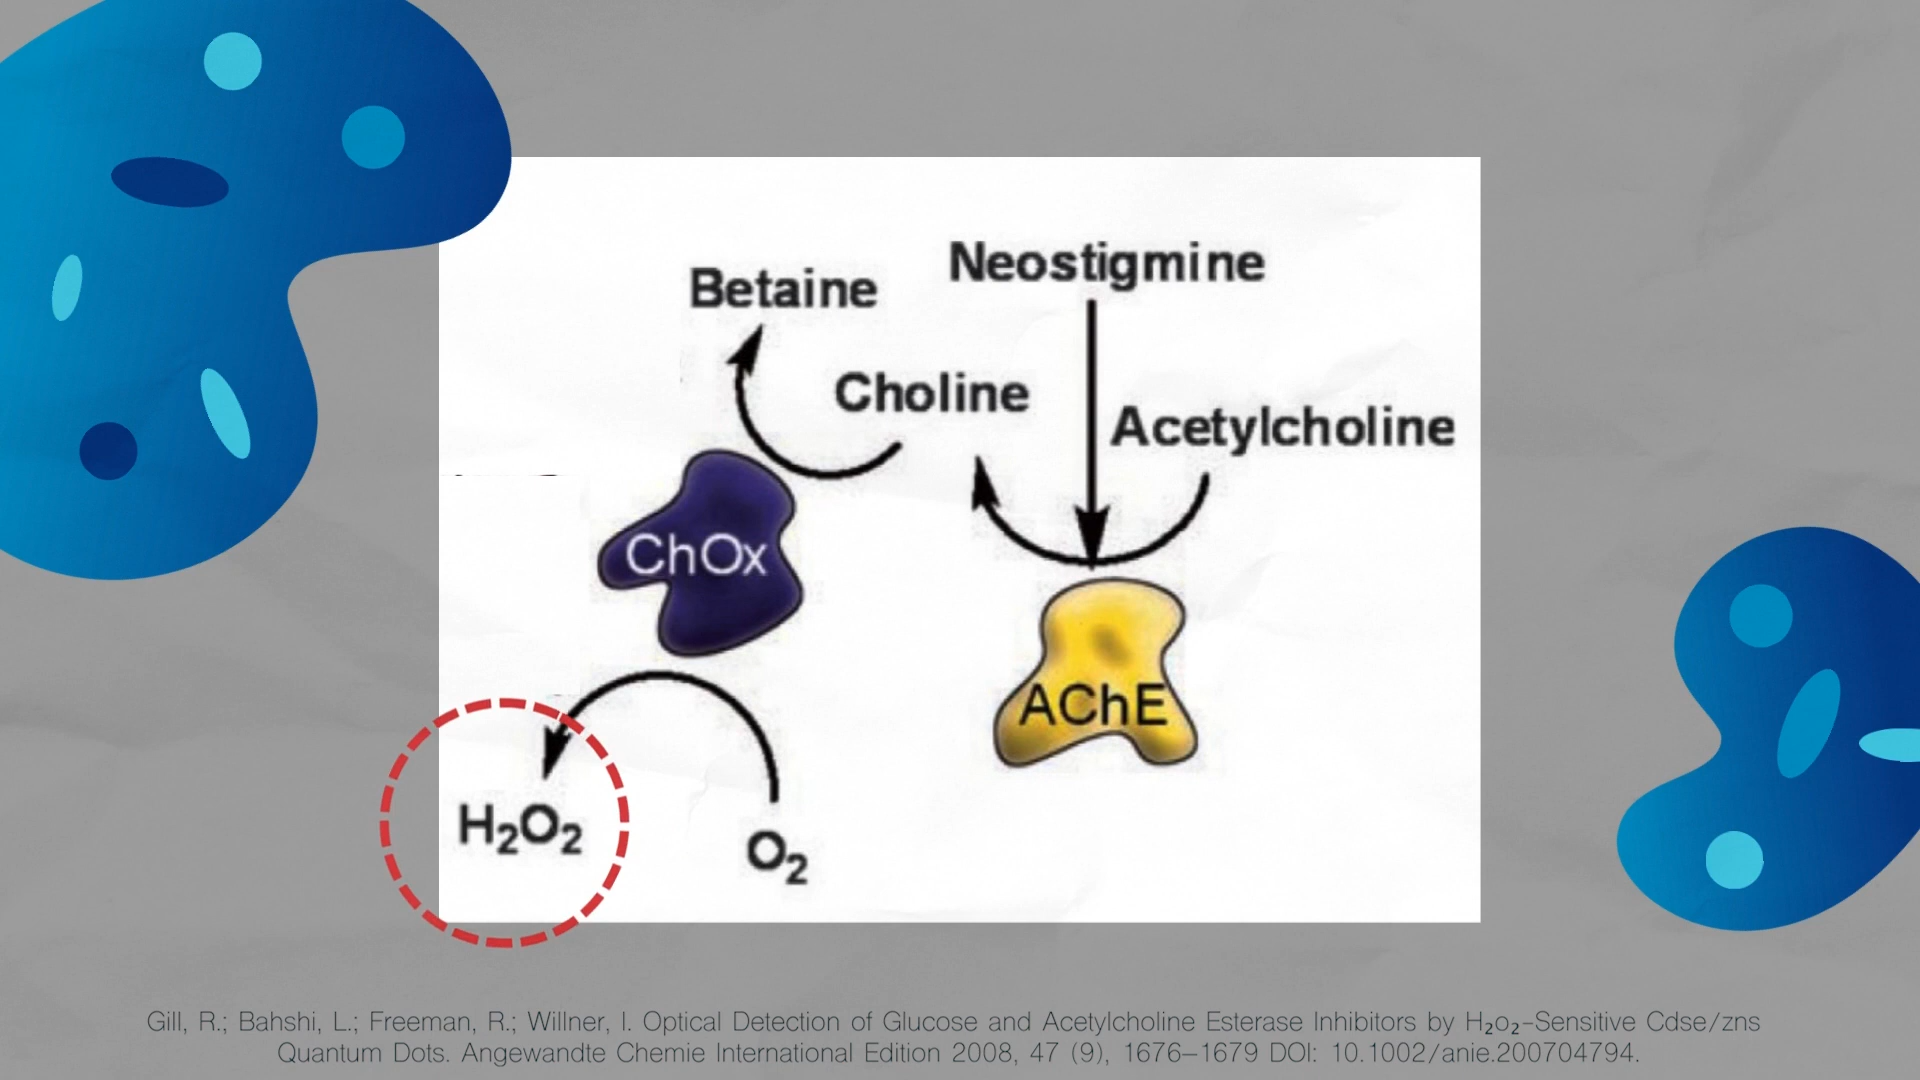 Neostigmine
Betaine
Choline
Acetylcholine
ChOx
AChE
H₂O₂
O₂
Gill, R.; Bahshi, L.; Freeman, R.; Willner, I. Optical Detection of Glucose and Acetylcholine Esterase Inhibitors by H₂o₂-Sensitive Cdse/zns
Quantum Dots. Angewandte Chemie International Edition 2008, 47 (9), 1676–1679 DOI: 10.1002/anie.200704794.